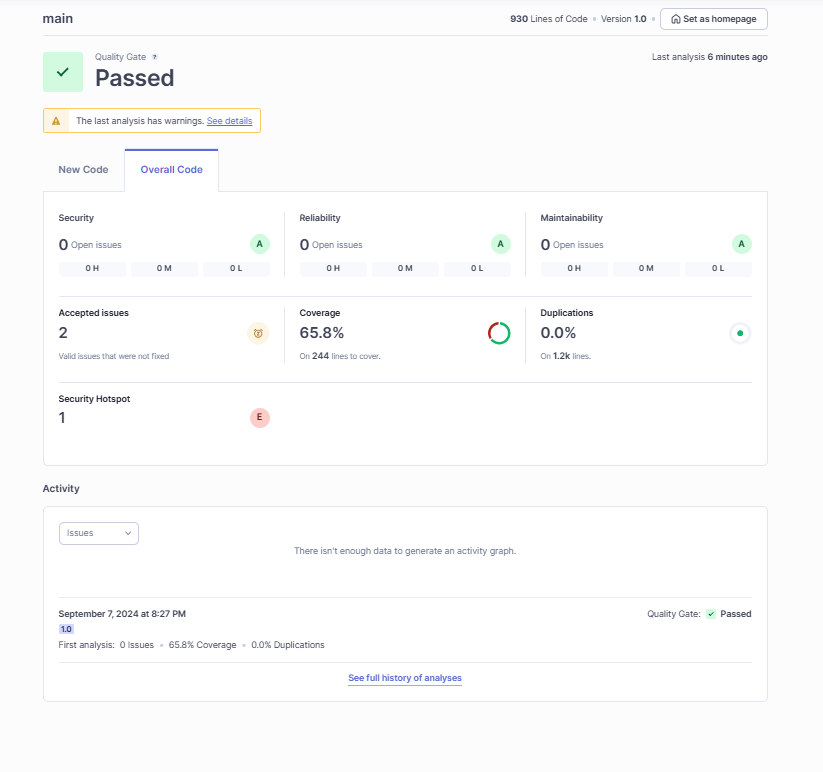 main
930 Lines of Code • Version 1.0 • Set as homepage
Quality Gate ?
Last analysis 6 minutes ago
Passed
The last analysis has warnings. See details
New Code Overall Code
Security Reliability Maintainability
0 Open issues A 0 Open issues A 0 Open issues A
0 H 0 M 0 L 0 H 0 M 0 L 0 H 0 M 0 L
Accepted issues Coverage Duplications
2 65.8% 0.0%
Valid issues that were not fixed On 244 lines to cover. On 1.2k lines.
Security Hotspot
1 E
Activity
Issues
There isn't enough data to generate an activity graph.
September 7, 2024 at 8:27 PM Quality Gate: Passed
1.0
First analysis: 0 Issues • 65.8% Coverage • 0.0% Duplications
See full history of analyses